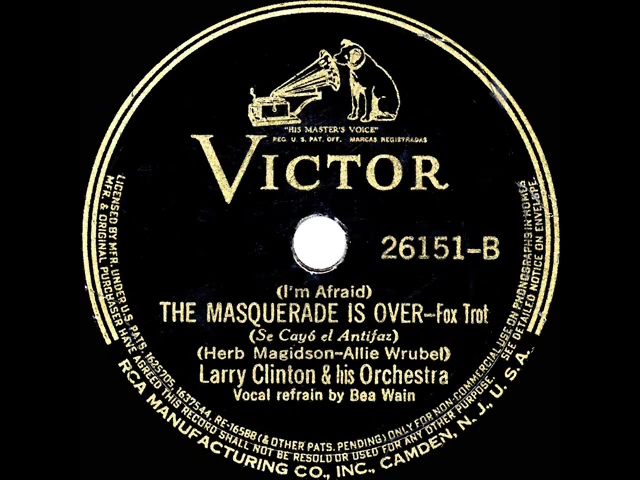 "HIS MASTER'S VOICE"
REG. U. S. PAT. OFF. MARCAS REGISTRADAS
VICTOR
26151-B
(I'm Afraid)
THE MASQUERADE IS OVER—Fox Trot
(Se Cayó el Antifaz)
(Herb Magidson-Allie Wrubel)
Larry Clinton & his Orchestra
Vocal refrain by Bea Wain
LICENSED BY MFR. UNDER U.S. PATS. 1625705, 1637544, RE-16588 (& OTHER PATS. PENDING) ONLY FOR NON-COMMERCIAL USE ON PHONOGRAPHS IN HOMES
MFR. & ORIGINAL PURCHASER HAVE AGREED THIS RECORD SHALL NOT BE RESOLD OR USED FOR ANY OTHER PURPOSE. SEE DETAILED NOTICE ON ENVELOPE
RCA MANUFACTURING CO., INC., CAMDEN, N. J., U. S. A.